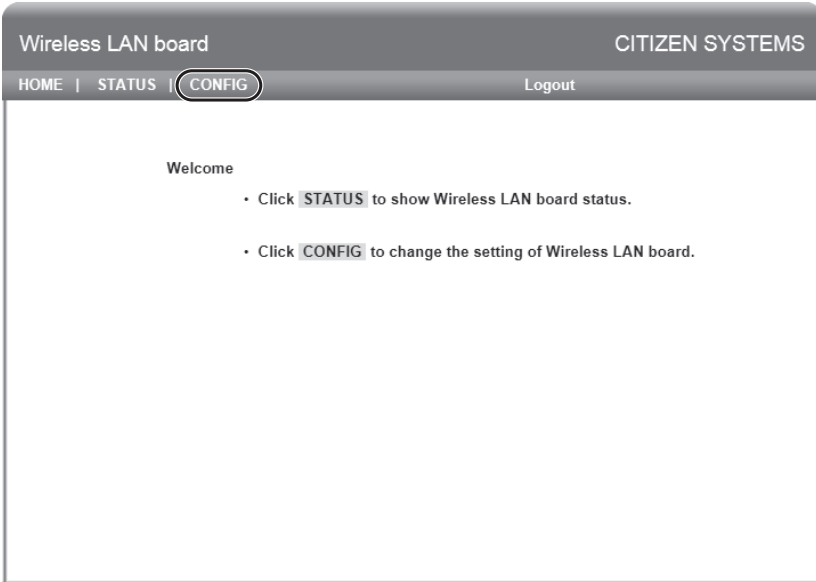 Wireless LAN board CITIZEN SYSTEMS
HOME | STATUS | CONFIG Logout
Welcome
• Click STATUS to show Wireless LAN board status.
• Click CONFIG to change the setting of Wireless LAN board.